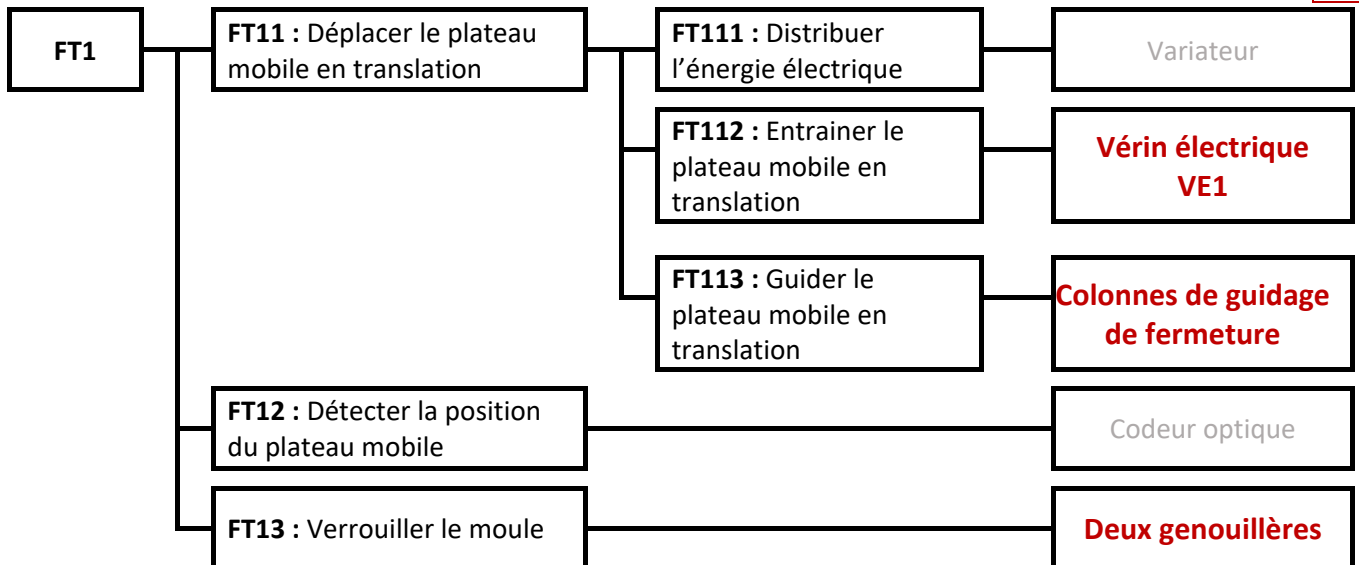 FT1
FT11 : Déplacer le plateau
mobile en translation
FT111 : Distribuer
l’énergie électrique
Variateur
FT112 : Entrainer le
plateau mobile en
translation
Vérin électrique
VE1
FT113 : Guider le
plateau mobile en
translation
Colonnes de guidage
de fermeture
FT12 : Détecter la position
du plateau mobile
Codeur optique
FT13 : Verrouiller le moule
Deux genouillères